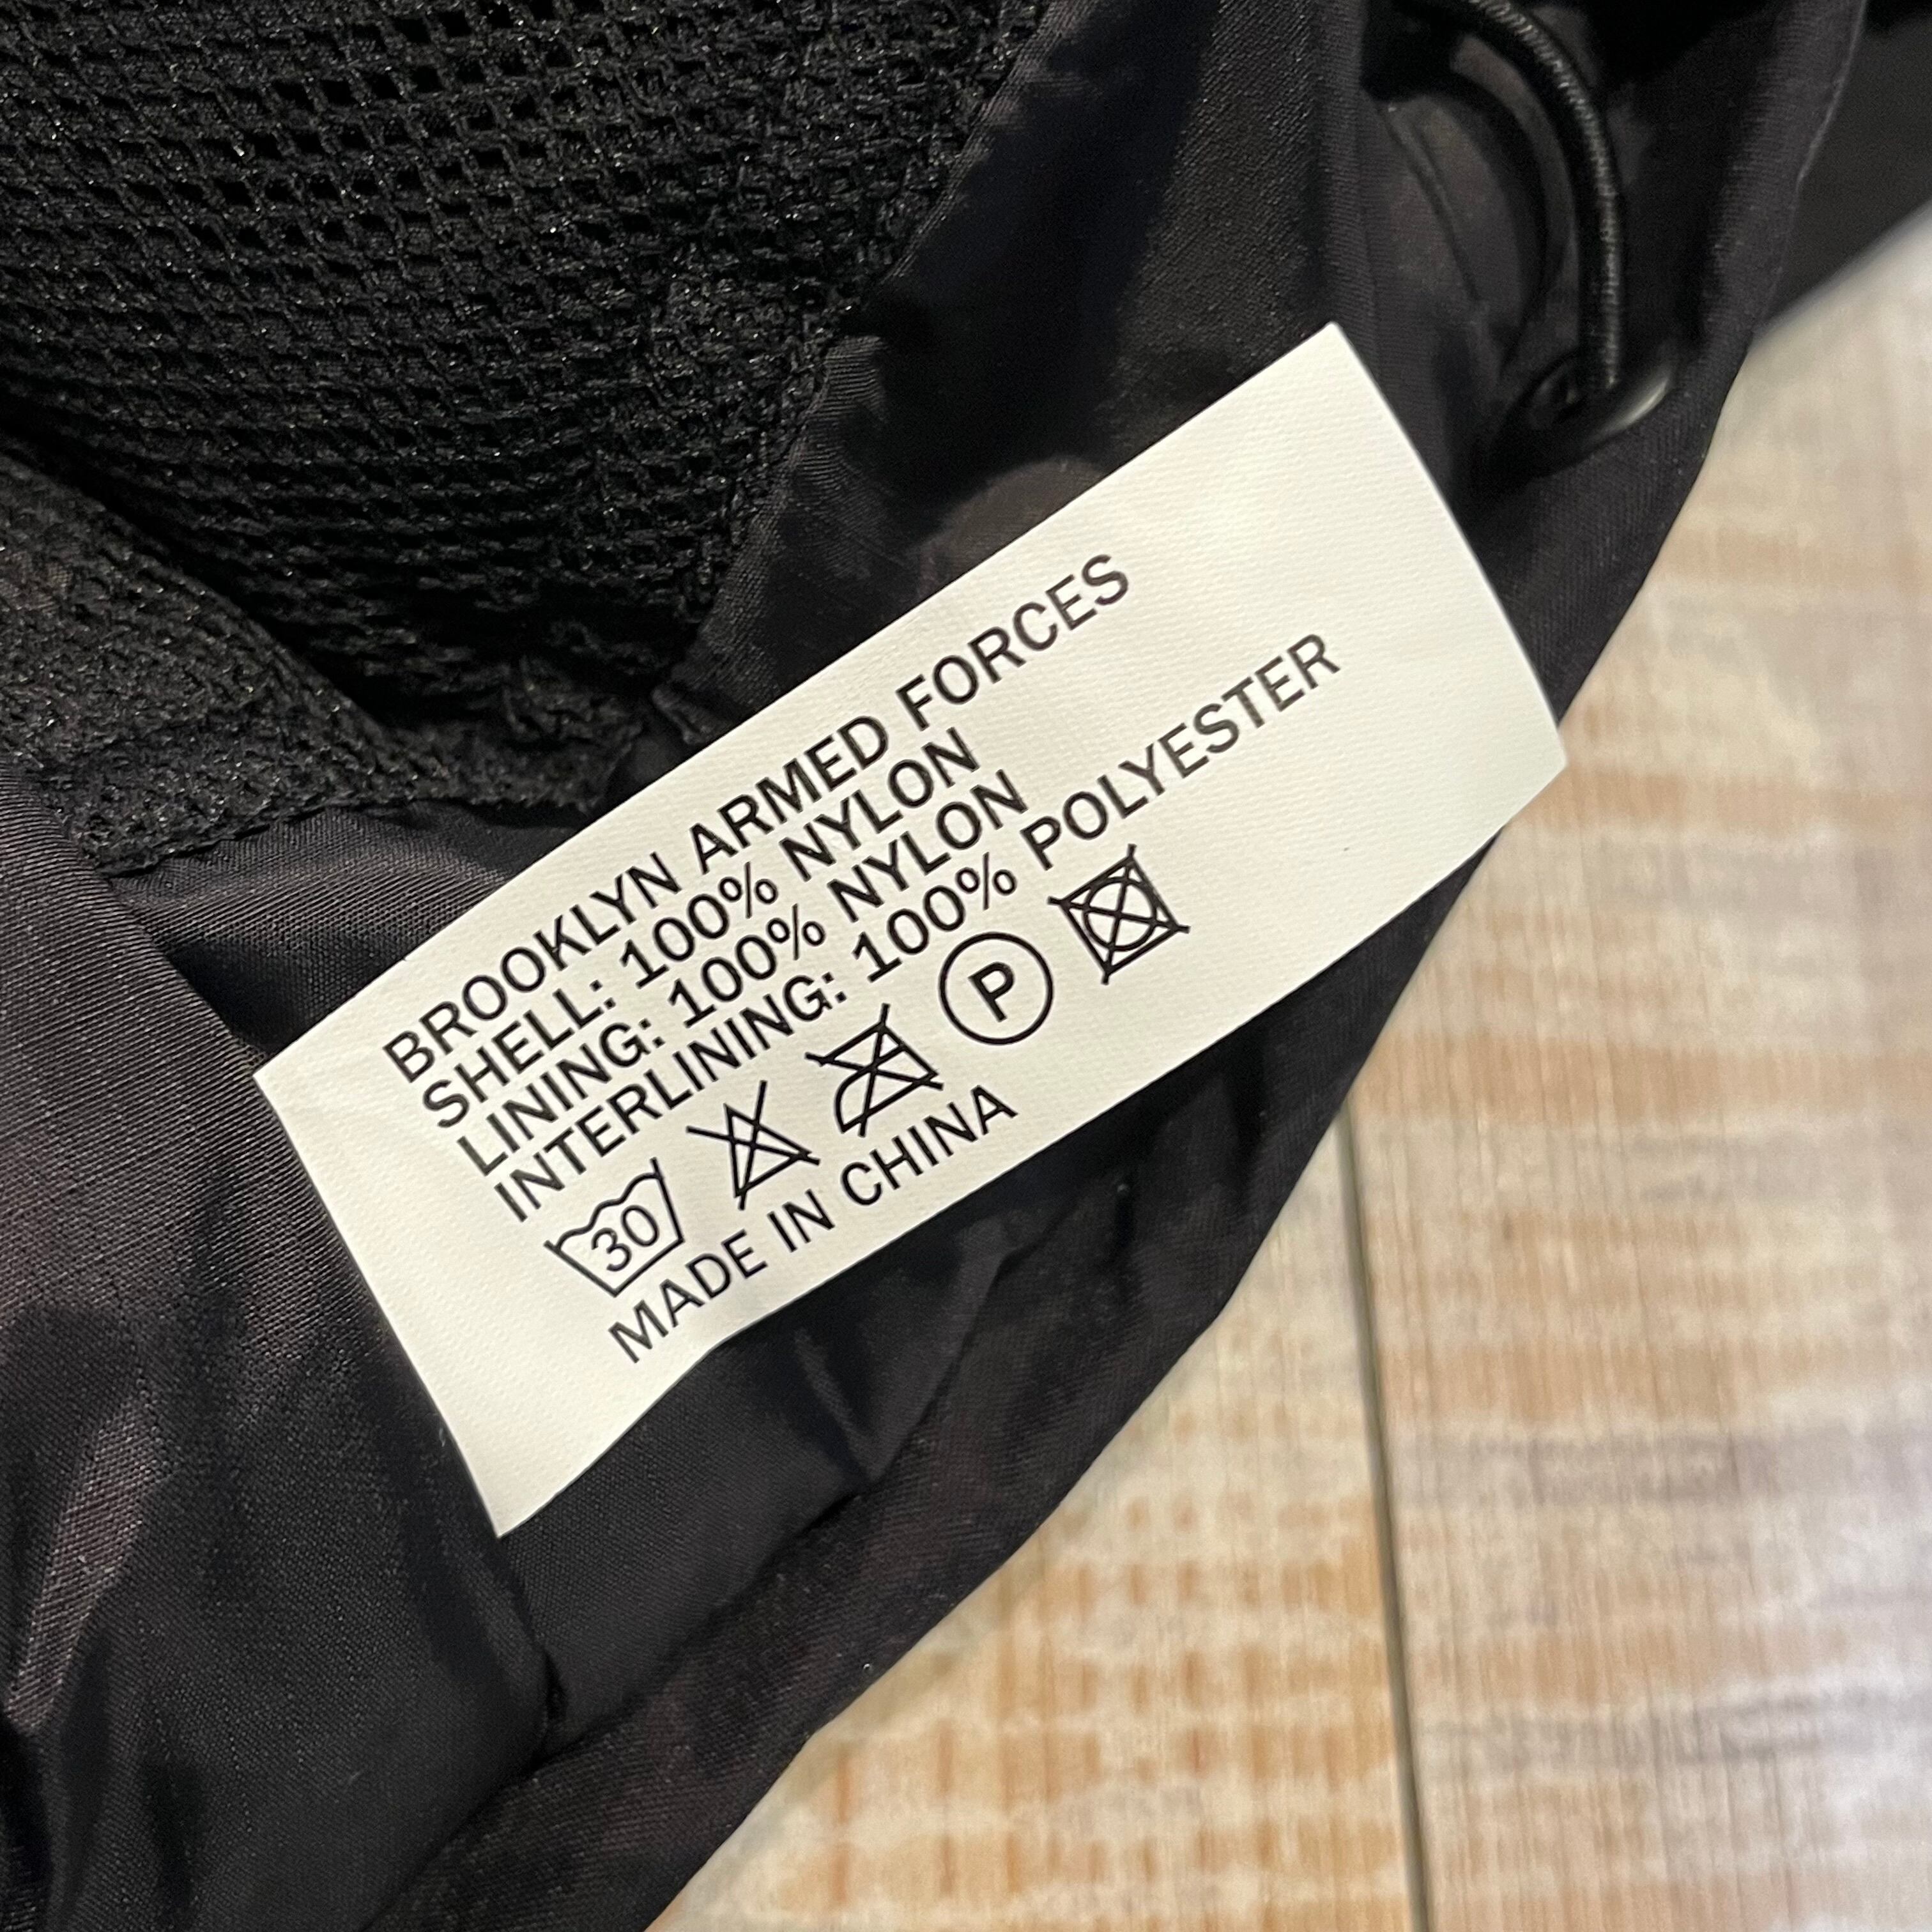 BROOKLYN ARMED FORCES
SHELL: 100% NYLON
LINING: 100% NYLON
INTERLINING: 100% POLYESTER
30 P
MADE IN CHINA